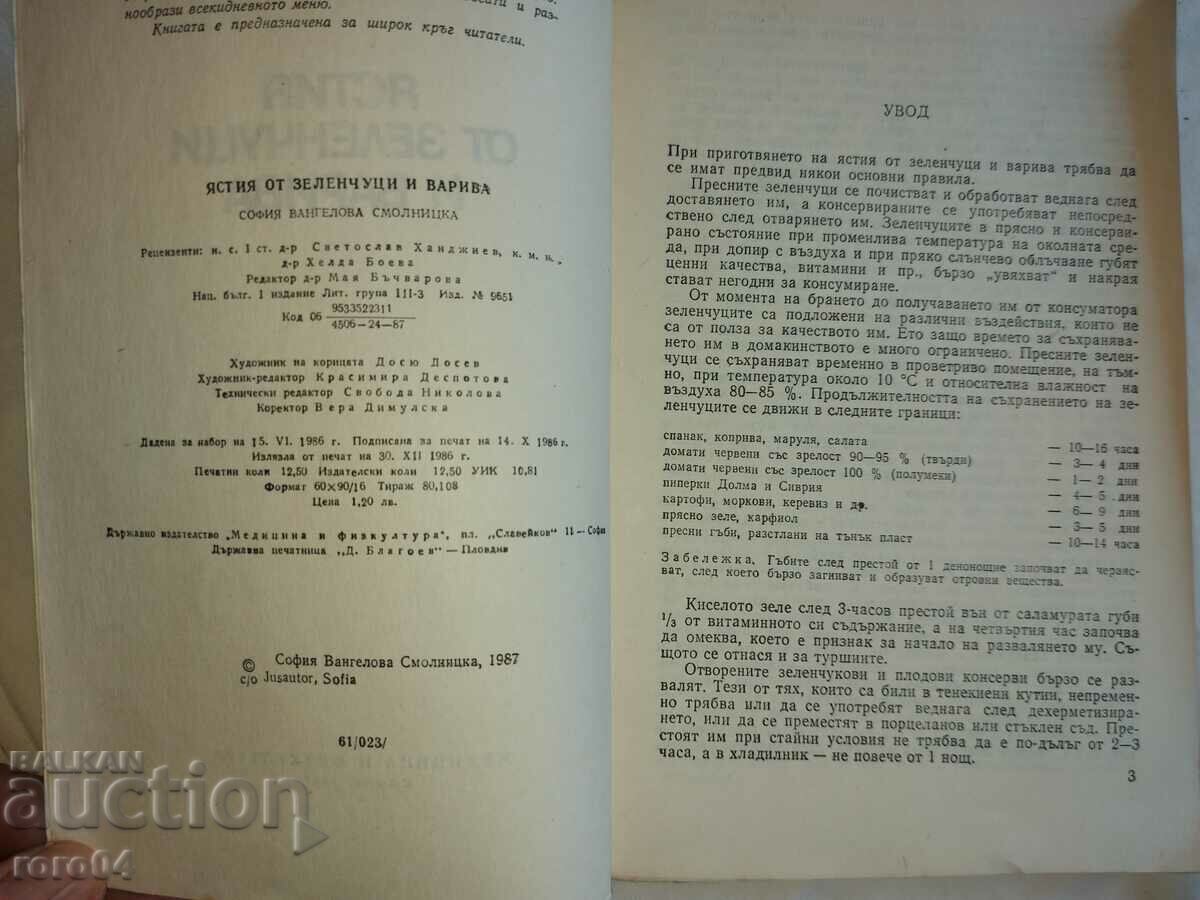 нообрази всекидневното меню.
Книгата е предназначена за широк кръг читатели.
ЯСТИЯ
ОТ ЗЕЛЕНЧУЦИ
ЯСТИЯ ОТ ЗЕЛЕНЧУЦИ И ВАРИВА
СОФИЯ ВАНГЕЛОВА СМОЛНИЦКА
Рецензенти: н. с. I ст. д-р Светослав Ханджиев, к. м. н.,
д-р Хелда Боева
Редактор д-р Мая Бъчварова
Нац. бълг. I издание Лит. група III-3 Изд. № 9651
Код 06 9533522311
4506-24-87
Художник на корицата Досю Досев
Художник-редактор Красимира Деспотова
Технически редактор Свобода Николова
Коректор Вера Димулска
Дадена за набор на 15. VI. 1986 г. Подписана за печат на 14. X 1986 г.
Излязла от печат на 30. XII 1986 г.
Печатни коли 12,50 Издателски коли 12,50 УИК 10,81
Формат 60×90/16 Тираж 80,108
Цена 1,20 лв.
Държавно издателство „Медицина и физкултура“, пл. „Славейков“ 11 — Софи
Държавна печатница „Д. Благоев“ — Пловдив
© София Вангелова Смолницка, 1987
c/o Jusautor, Sofia
61/023/
УВОД
При приготвянето на ястия от зеленчуци и варива трябва да
се имат предвид някои основни правила.
Пресните зеленчуци се почистват и обработват веднага след
доставянето им, а консервираните се употребяват непосред-
ствено след отварянето им. Зеленчуците в прясно и консерви-
рано състояние при променлива температура на околната сре-
да, при допир с въздуха и при пряко слънчево облъчване губят
ценни качества, витамини и пр., бързо „увяхват“ и накрая
стават негодни за консумиране.
От момента на брането до получаването им от консуматора
зеленчуците са подложени на различни въздействия, които не
са от полза за качеството им. Ето защо времето за съхранява-
нето им в домакинството е много ограничено. Пресните зелен-
чуци се съхраняват временно в проветриво помещение, на тъм-
но, при температура около 10 °C и относителна влажност на
въздуха 80—85 %. Продължителността на съхранението на зе-
ленчуците се движи в следните граници:
спанак, коприва, маруля, салата — 10—16 часа
домати червени със зрелост 90—95 % (твърди) — 3— 4 дни
домати червени със зрелост 100 % (полумеки) — 1— 2 дни
пиперки Долма и Сиврия — 4— 5 дни
картофи, моркови, керевиз и др. — 6— 9 дни
прясно зеле, карфиол — 3— 5 дни
пресни гъби, разстлани на тънък пласт — 10—14 часа
Забележка. Гъбите след престой от 1 денонощие започват да червяс-
ват, след което бързо загниват и образуват отровни вещества.
Киселото зеле след 3-часов престой вън от саламурата губи
1/3 от витаминното си съдържание, а на четвъртия час започва
да омеква, което е признак за начало на развалянето му. Съ-
щото се отнася и за туршиите.
Отворените зеленчукови и плодови консерви бързо се раз-
валят. Тези от тях, които са били в тенекиени кутии, непремен-
но трябва или да се употребят веднага след дехерметизира-
нето, или да се преместят в порцеланов или стъклен съд. Пре-
стоят им при стайни условия не трябва да е по-дълъг от 2—3
часа, а в хладилник — не повече от 1 нощ.
3
BALKAN
auction
roro04